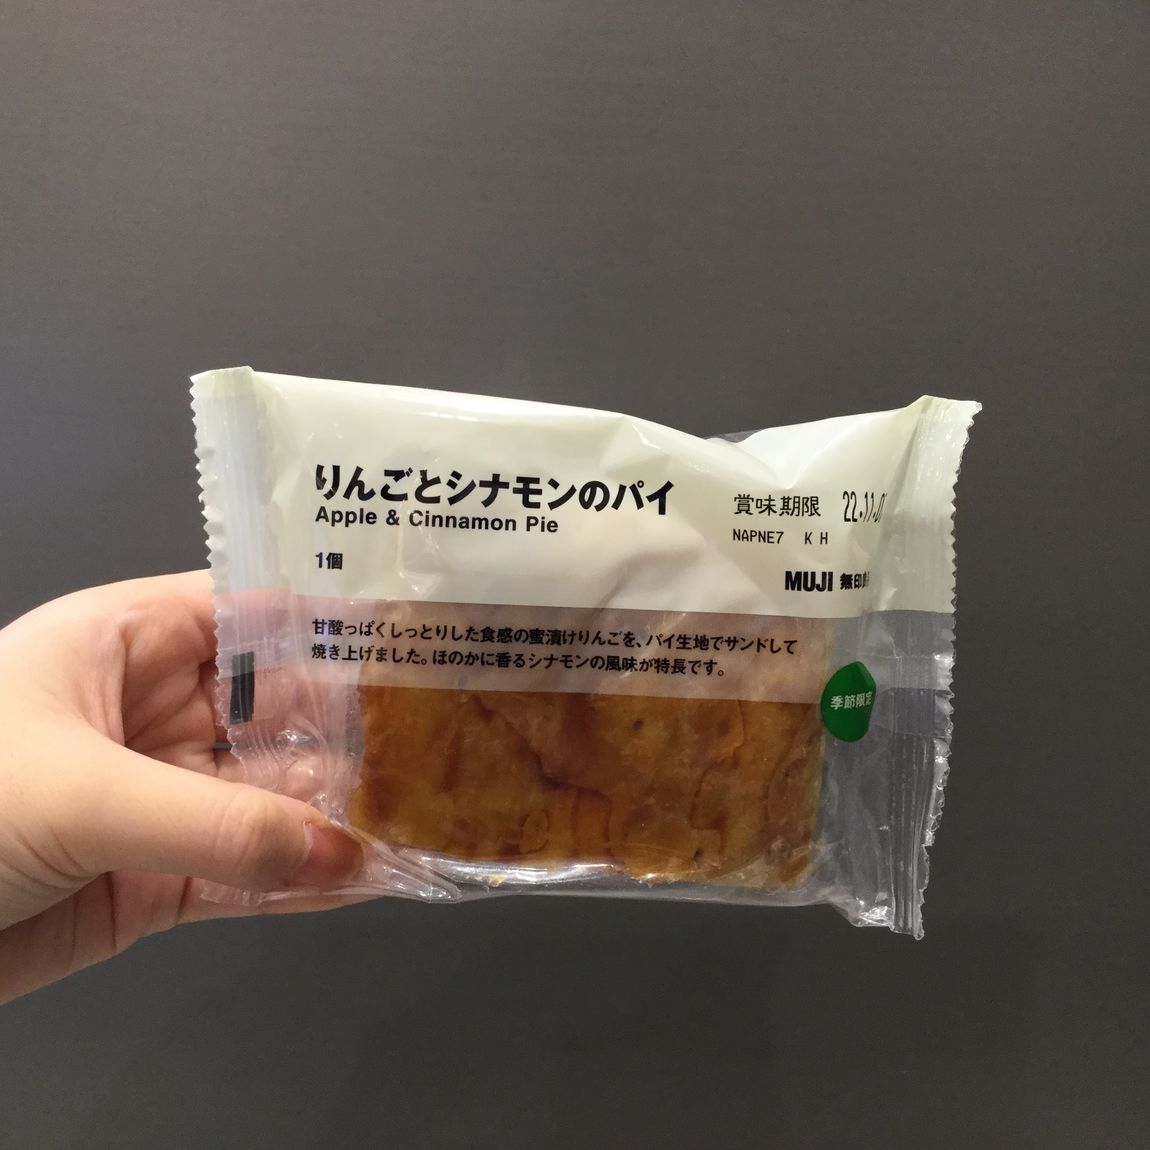 りんごとシナモンのパイ
Apple & Cinnamon Pie
1個
賞味期限
NAPNE7 K H
MUJI 無印
甘酸っぱくしっとりした食感の蜜漬けりんごを、パイ生地でサンドして
焼き上げました。ほのかに香るシナモンの風味が特長です。
季節限定